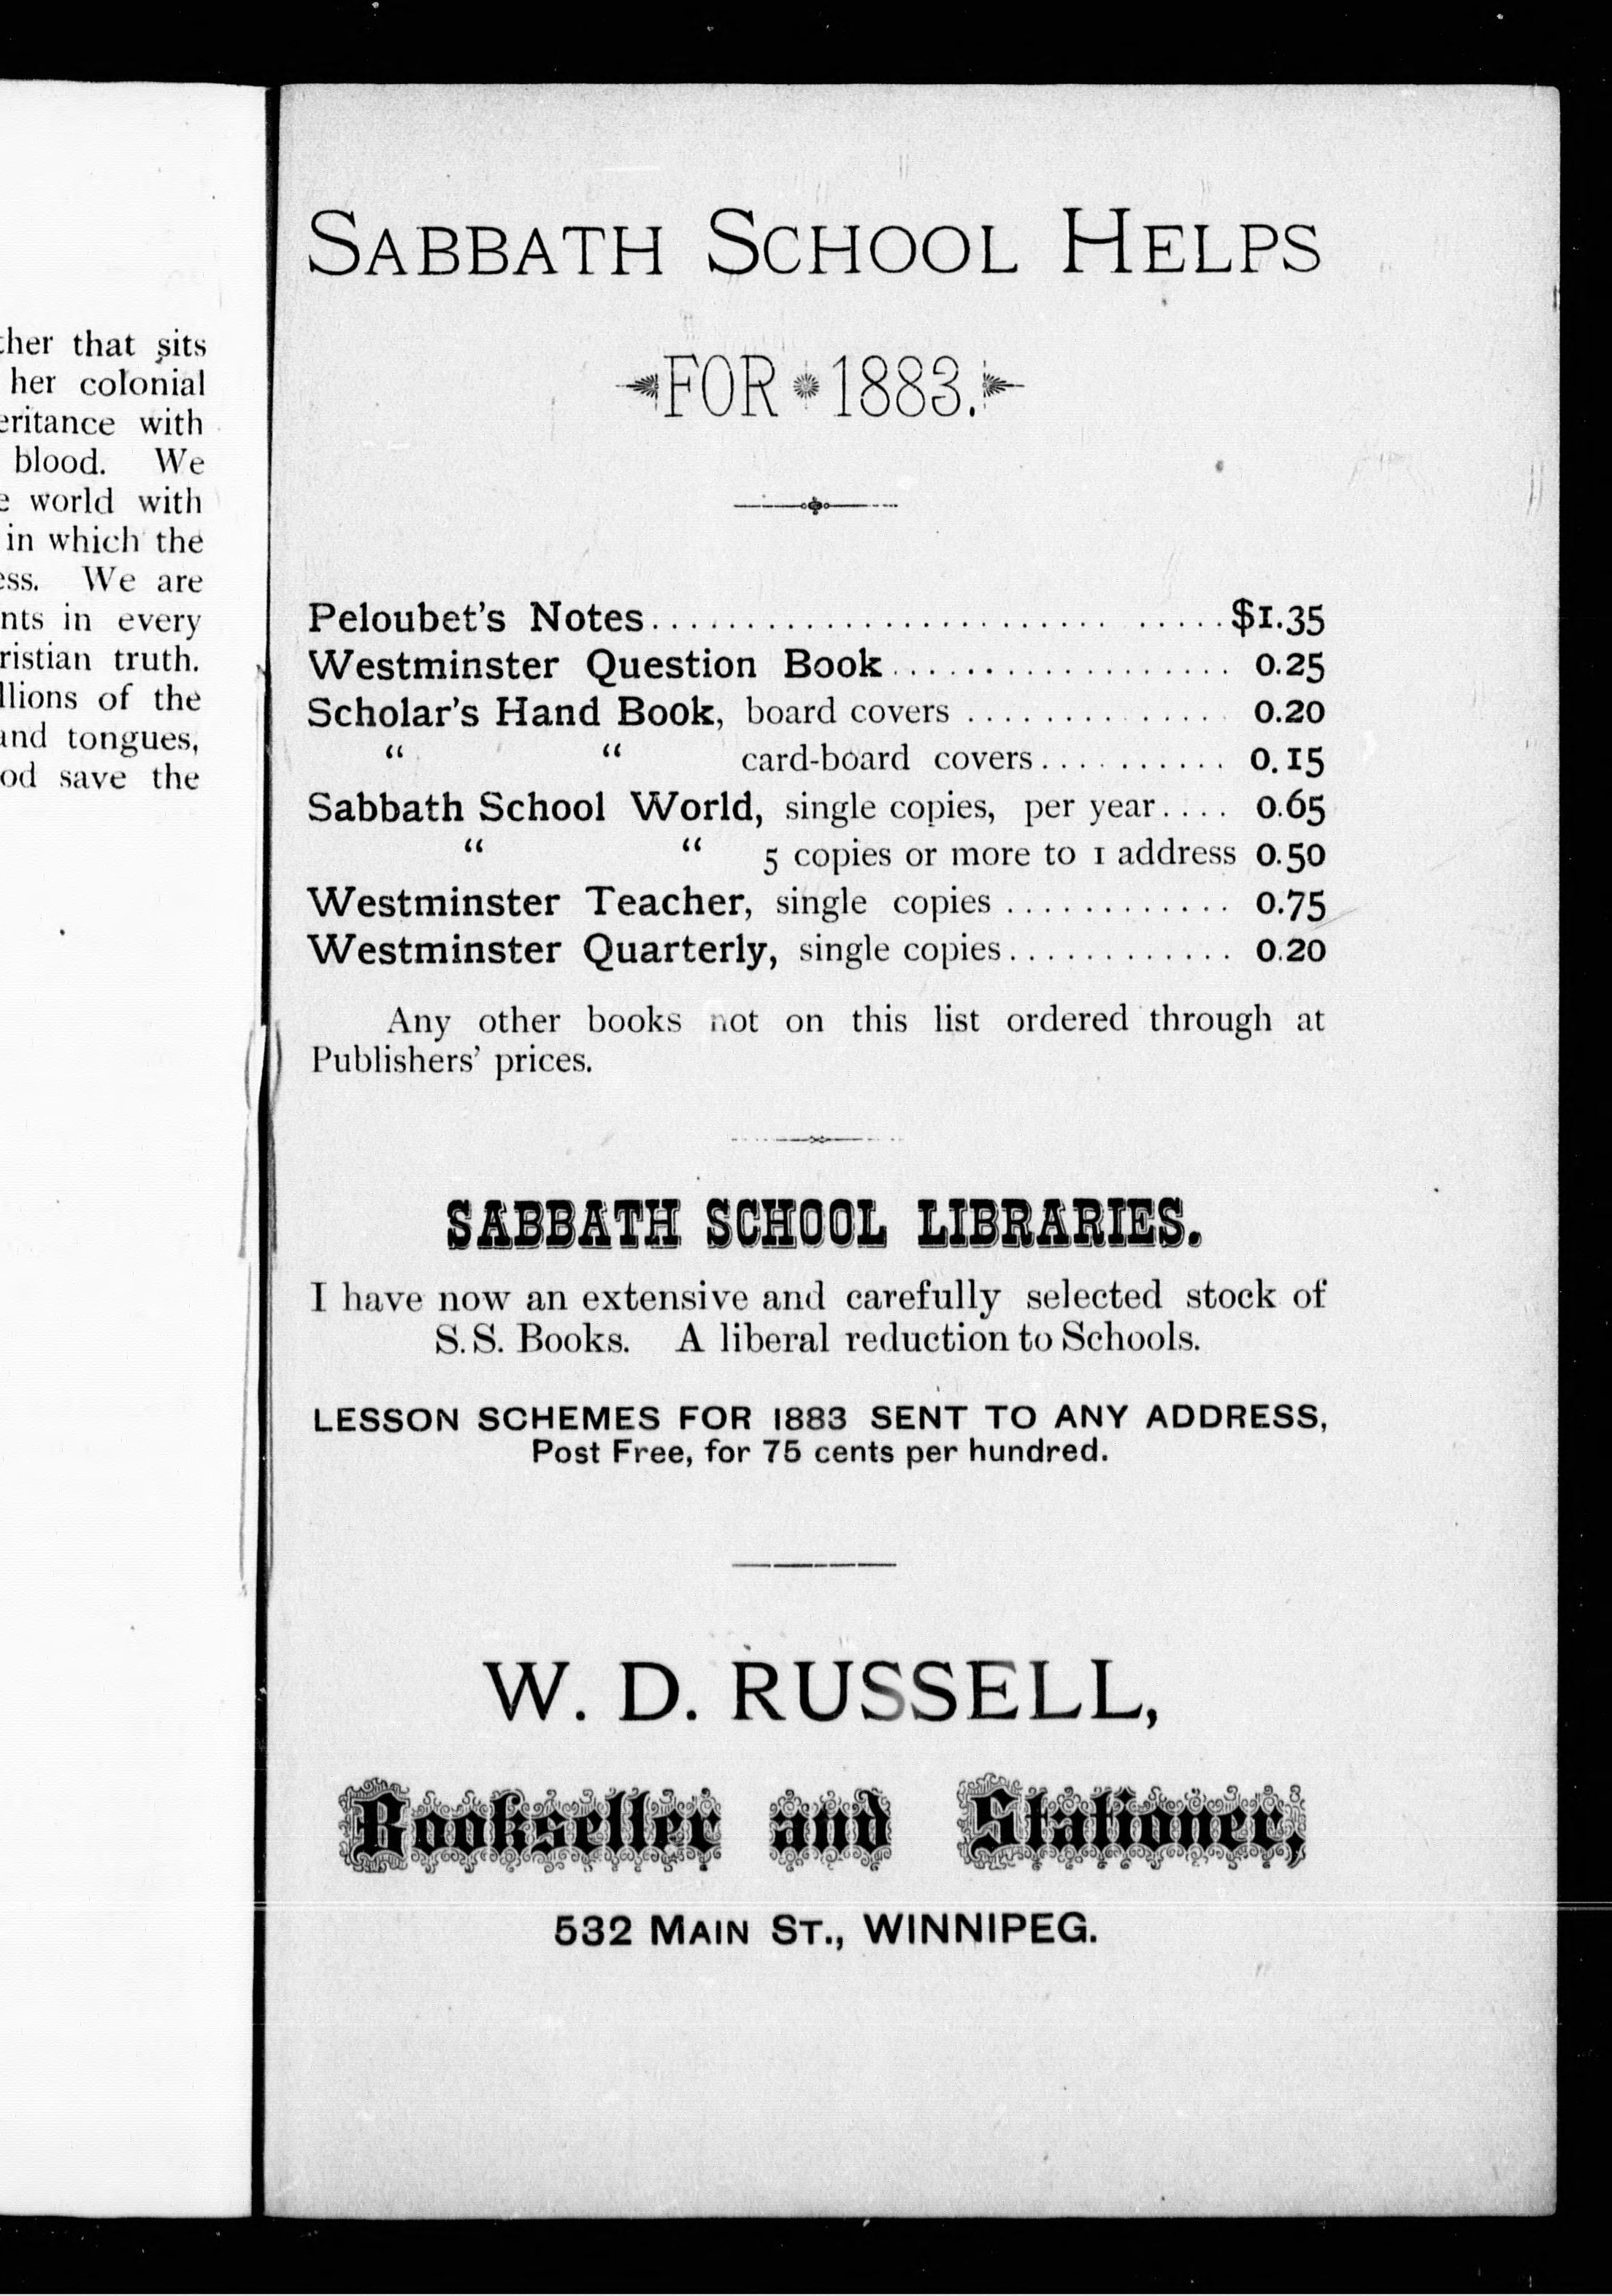 her that sits
her colonial
with
blood. We
world with
in which the
We are
in every
truth.
of the
and tongues,
save the
SABBATH SCHOOL HELPS
FOR 1883.
Peloubet's Notes.......................... .....$1.35
Westminster Question Book.................. 0.25
Scholar's Hand Book, board covers .............. 0.20
“ “ card-board covers........... 0.15
Sabbath School World, single copies, per year.... 0.65
“ “ 5 copies or more to 1 address 0.50
Westminster Teacher, single copies ............ 0.75
Westminster Quarterly, single copies............ 0.20
Any other books not on this list ordered through at
Publishers' prices.
SABBATH SCHOOL LIBRARIES.
I have now an extensive and carefully selected stock of
S.S. Books. A liberal reduction to Schools.
LESSON SCHEMES FOR 1883 SENT TO ANY ADDRESS,
Post Free, for 75 cents per hundred.
W. D. RUSSELL,
Bookseller and Stationer,
532 MAIN ST., WINNIPEG.